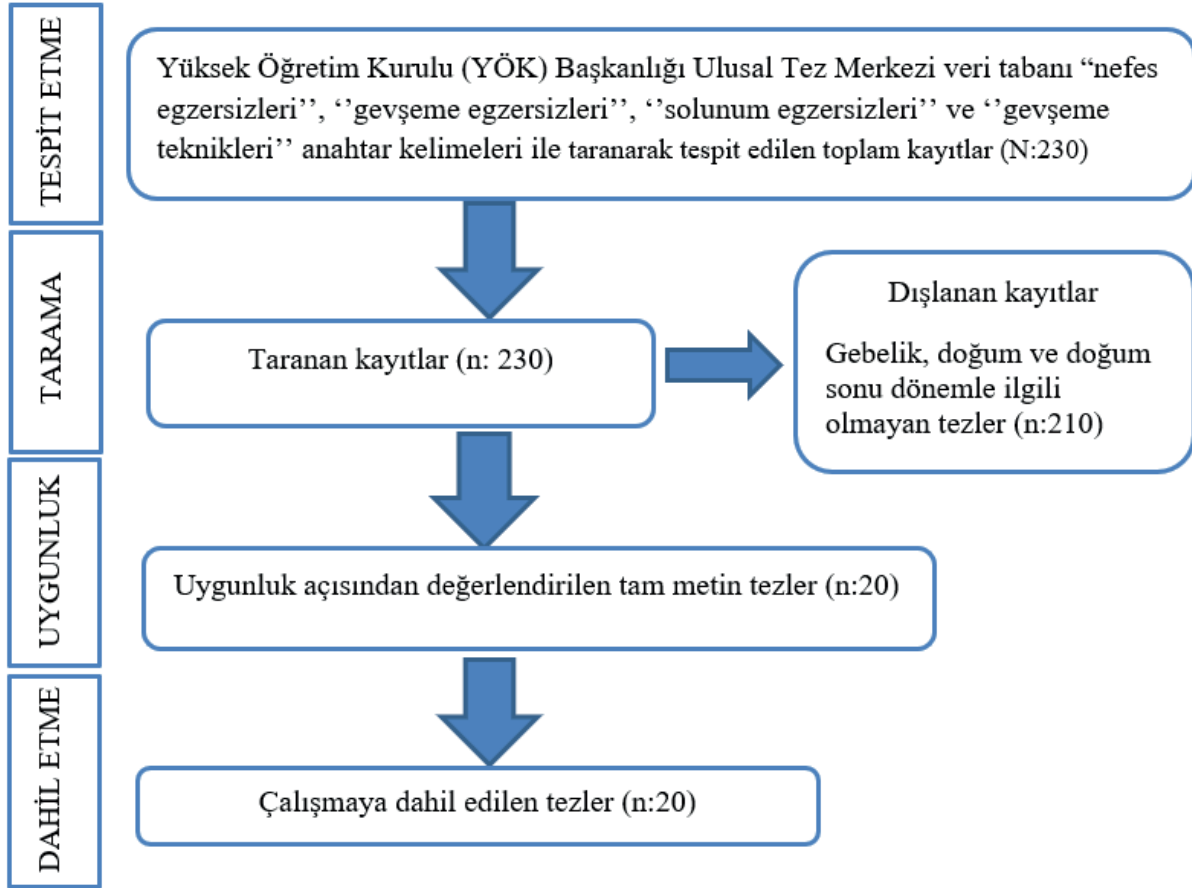 TESPİT ETME
Yüksek Öğretim Kurulu (YÖK) Başkanlığı Ulusal Tez Merkezi veri tabanı “nefes
egzersizleri’’, ‘’gevşeme egzersizleri’’, ‘’solunum egzersizleri’’ ve ‘’gevşeme
teknikleri’’ anahtar kelimeleri ile taranarak tespit edilen toplam kayıtlar (N:230)
TARAMA
Taranan kayıtlar (n: 230)
Dışlanan kayıtlar
Gebelik, doğum ve doğum
sonu dönemle ilgili
olmayan tezler (n:210)
UYGUNLUK
Uygunluk açısından değerlendirilen tam metin tezler (n:20)
DAHİL ETME
Çalışmaya dahil edilen tezler (n:20)